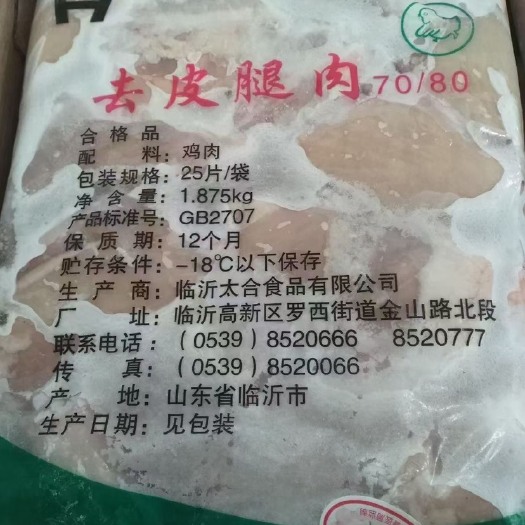 H
去皮腿肉70/80
合格品
配料：鸡肉
包装规格：25片/袋
净含量：1.875kg
产品标准号：GB2707
保质期：12个月
贮存条件：-18℃以下保存
生产商：临沂太合食品有限公司
厂址：临沂高新区罗西街道金山路北段
联系电话：（0539）8520666 8520777
传真：（0539）8520066
产地：山东省临沂市
生产日期：见包装